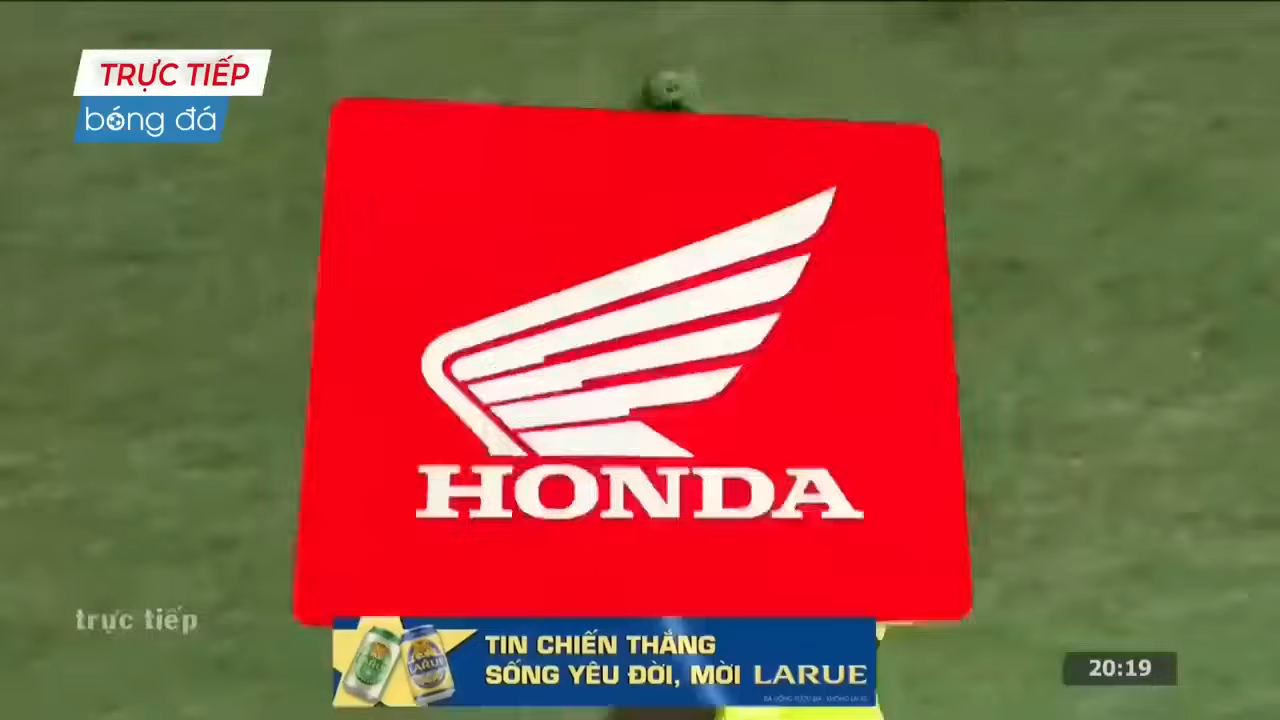 TRỰC TIẾP
bóng đá
HONDA
trực tiếp
TIN CHIẾN THẮNG
SỐNG YÊU ĐỜI, MỜI LARUE
LARUE
20:19